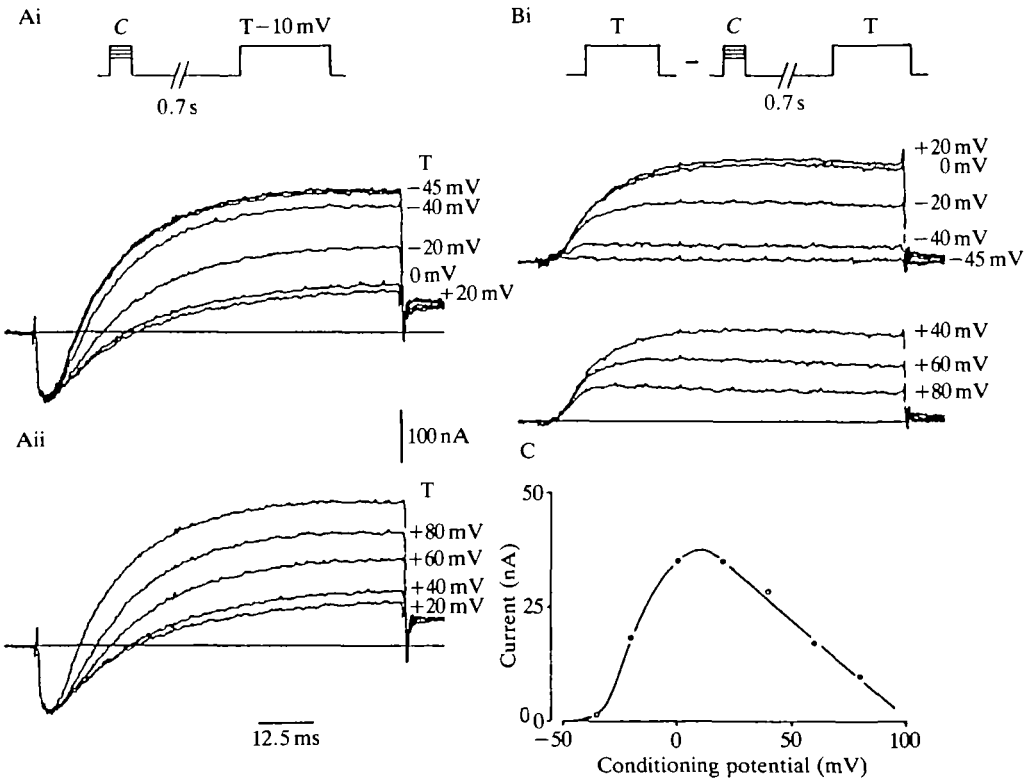 Ai
C
T−10 mV
0.7 s
T
−45 mV
−40 mV
−20 mV
0 mV
+20 mV
Aii
100 nA
T
+80 mV
+60 mV
+40 mV
+20 mV
12.5 ms
Bi
T
−
C
T
0.7 s
+20 mV
0 mV
−20 mV
−40 mV
−45 mV
+40 mV
+60 mV
+80 mV
C
50
25
0
0
Current (nA)
−50
0
50
100
Conditioning potential (mV)